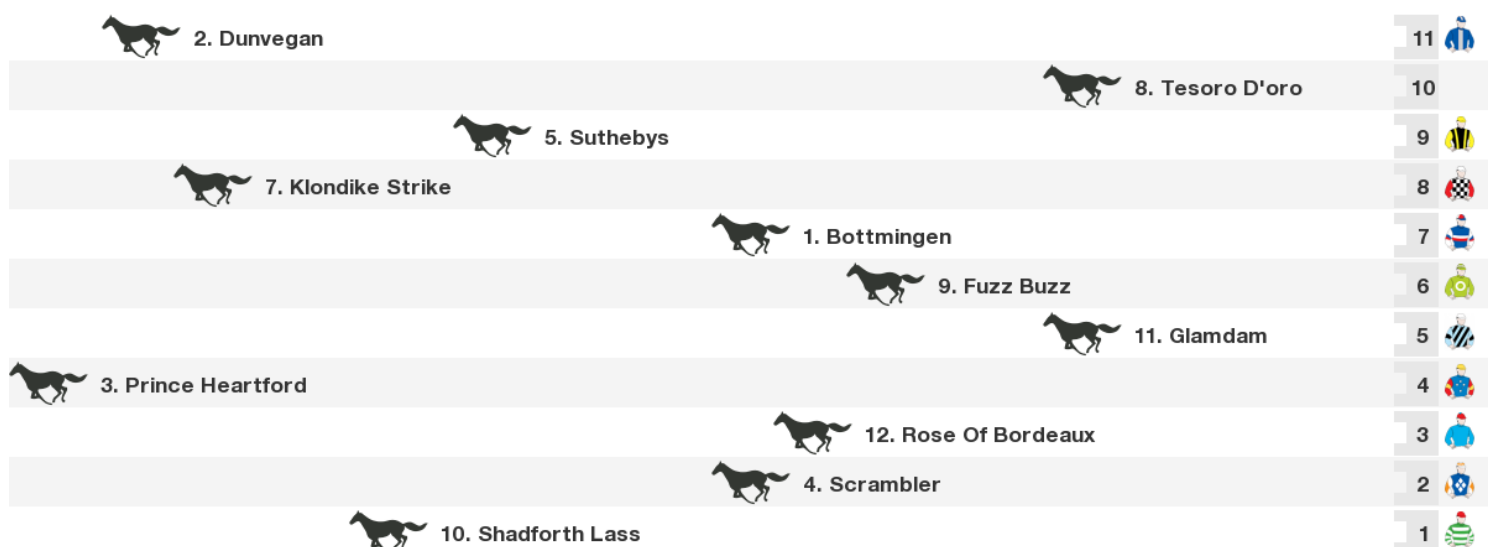 2. Dunvegan 11
8. Tesoro D'oro 10
5. Suthebys 9
7. Klondike Strike 8
1. Bottmingen 7
9. Fuzz Buzz 6
11. Glamdam 5
3. Prince Heartford 4
12. Rose Of Bordeaux 3
4. Scrambler 2
10. Shadforth Lass 1